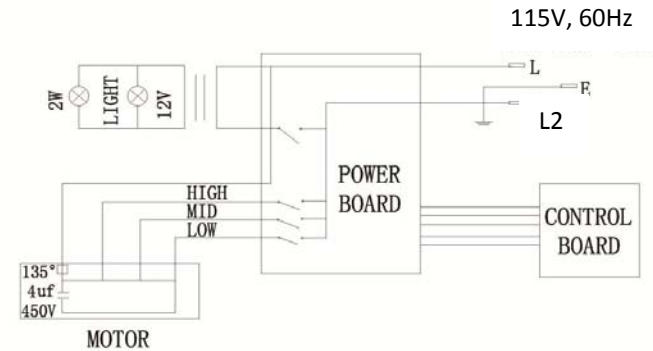 115V, 60Hz
L
E
L2
2W
LIGHT
12V
POWER
BOARD
HIGH
MID
LOW
CONTROL
BOARD
135°
4uf
450V
MOTOR